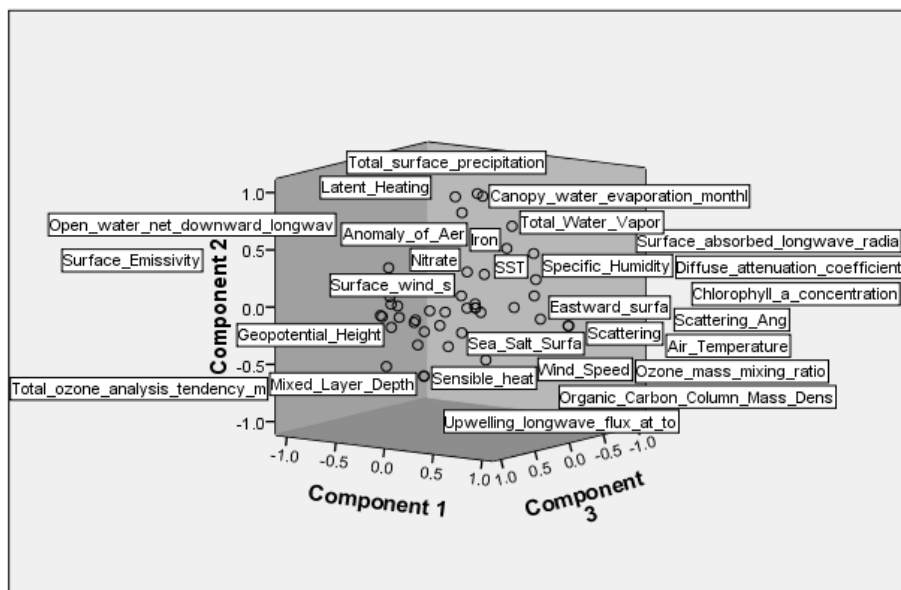 Total_surface_precipitation
Latent_Heating
Canopy_water_evaporation_monthl
Open_water_net_downward_longwav
Total_Water_Vapor
Anomaly_of_Aer
Iron
Surface_absorbed_longwave_radia
Surface_Emissivity
Nitrate
SST
Specific_Humidity
Diffuse_attenuation_coefficient
Surface_wind_s
Chlorophyll_a_concentration
Eastward_surfa
Scattering_Ang
Geopotential_Height
Sea_Salt_Surfa
Scattering
Air_Temperature
Total_ozone_analysis_tendency_m
Mixed_Layer_Depth
Sensible_heat
Wind_Speed
Ozone_mass_mixing_ratio
Organic_Carbon_Column_Mass_Dens
Upwelling_longwave_flux_at_to
Component 2
1.0
0.5
0.0
-0.5
-1.0
-1.0
-0.5
0.0
0.5
1.0
Component 1
1.0
0.5
0.0
-0.5
-1.0
Component
3